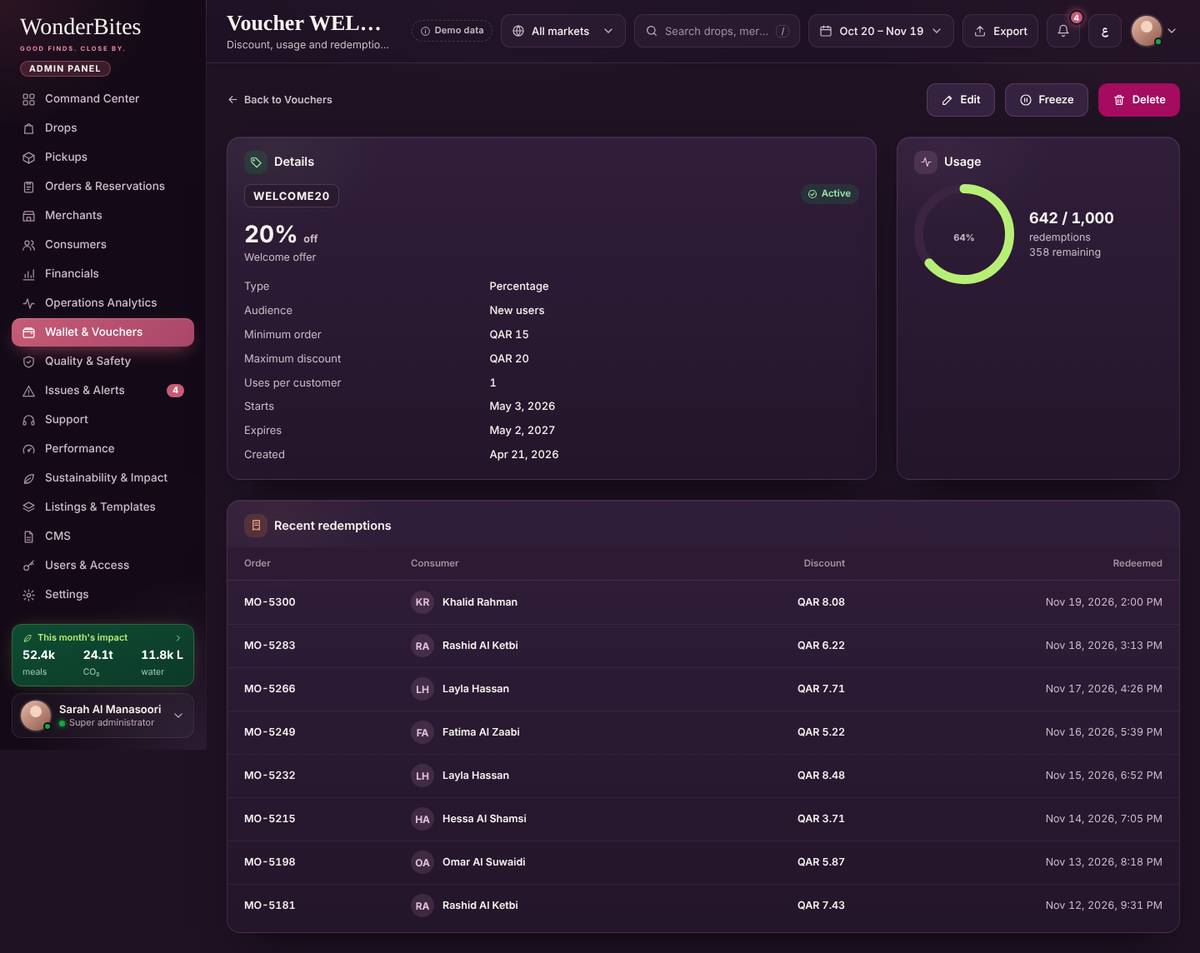 WonderBites
GOOD FINDS. CLOSE BY.
ADMIN PANEL
Command Center
Drops
Pickups
Orders & Reservations
Merchants
Consumers
Financials
Operations Analytics
Wallet & Vouchers
Quality & Safety
Issues & Alerts 4
Support
Performance
Sustainability & Impact
Listings & Templates
CMS
Users & Access
Settings
This month's impact
52.4k 24.1t 11.8k L
meals CO₂ water
Sarah Al Manasoori
Super administrator
Voucher WEL...
Discount, usage and redemptio...
Demo data
All markets
Search drops, mer... /
Oct 20 – Nov 19
Export
4
ع
Back to Vouchers
Edit
Freeze
Delete
Details
WELCOME20
Active
20% off
Welcome offer
Type Percentage
Audience New users
Minimum order QAR 15
Maximum discount QAR 20
Uses per customer 1
Starts May 3, 2026
Expires May 2, 2027
Created Apr 21, 2026
Usage
64%
642 / 1,000
redemptions
358 remaining
Recent redemptions
Order Consumer Discount Redeemed
MO-5300 KR Khalid Rahman QAR 8.08 Nov 19, 2026, 2:00 PM
MO-5283 RA Rashid Al Ketbi QAR 6.22 Nov 18, 2026, 3:13 PM
MO-5266 LH Layla Hassan QAR 7.71 Nov 17, 2026, 4:26 PM
MO-5249 FA Fatima Al Zaabi QAR 5.22 Nov 16, 2026, 5:39 PM
MO-5232 LH Layla Hassan QAR 8.48 Nov 15, 2026, 6:52 PM
MO-5215 HA Hessa Al Shamsi QAR 3.71 Nov 14, 2026, 7:05 PM
MO-5198 OA Omar Al Suwaidi QAR 5.87 Nov 13, 2026, 8:18 PM
MO-5181 RA Rashid Al Ketbi QAR 7.43 Nov 12, 2026, 9:31 PM